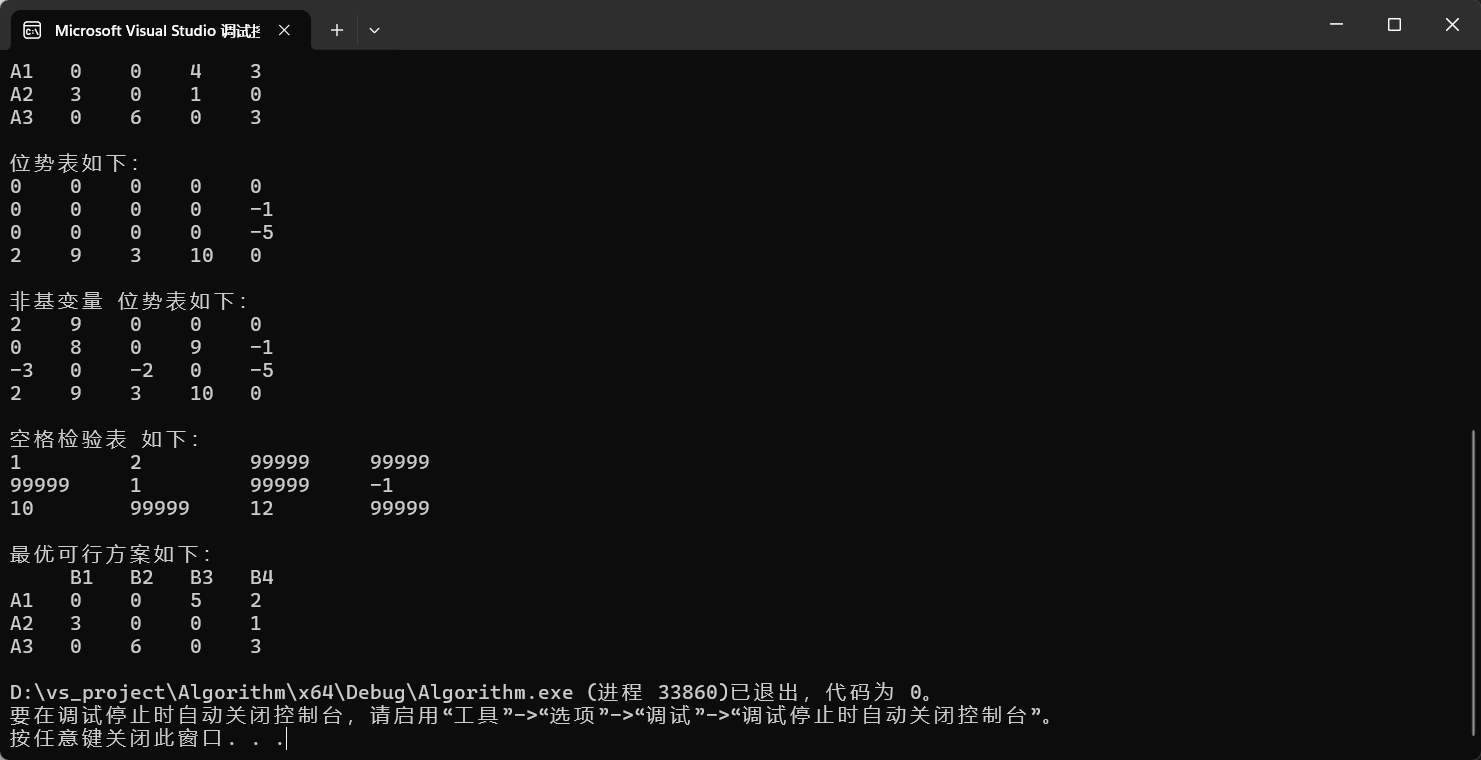 Microsoft Visual Studio 调试控
A1 0 0 4 3
A2 3 0 1 0
A3 0 6 0 3
位势表如下:
0 0 0 0 0
0 0 0 0 -1
0 0 0 0 -5
2 9 3 10 0
非基变量 位势表如下:
2 9 0 0 0
0 8 0 9 -1
-3 0 -2 0 -5
2 9 3 10 0
空格检验表 如下:
1 2 99999 99999
99999 1 99999 -1
10 99999 12 99999
最优可行方案如下:
B1 B2 B3 B4
A1 0 0 5 2
A2 3 0 0 1
A3 0 6 0 3
D:\vs_project\Algorithm\x64\Debug\Algorithm.exe (进程 33860)已退出，代码为 0。
要在调试停止时自动关闭控制台，请启用“工具”->“选项”->“调试”->“调试停止时自动关闭控制台”。
按任意键关闭此窗口. . .